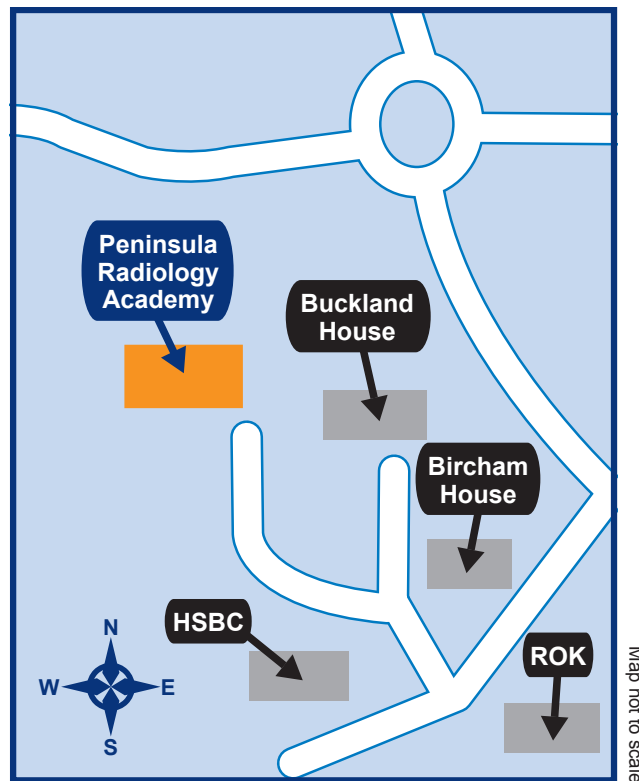 Peninsula
Radiology
Academy
Buckland
House
Bircham
House
HSBC
ROK
N
W
E
S
Map not to scale